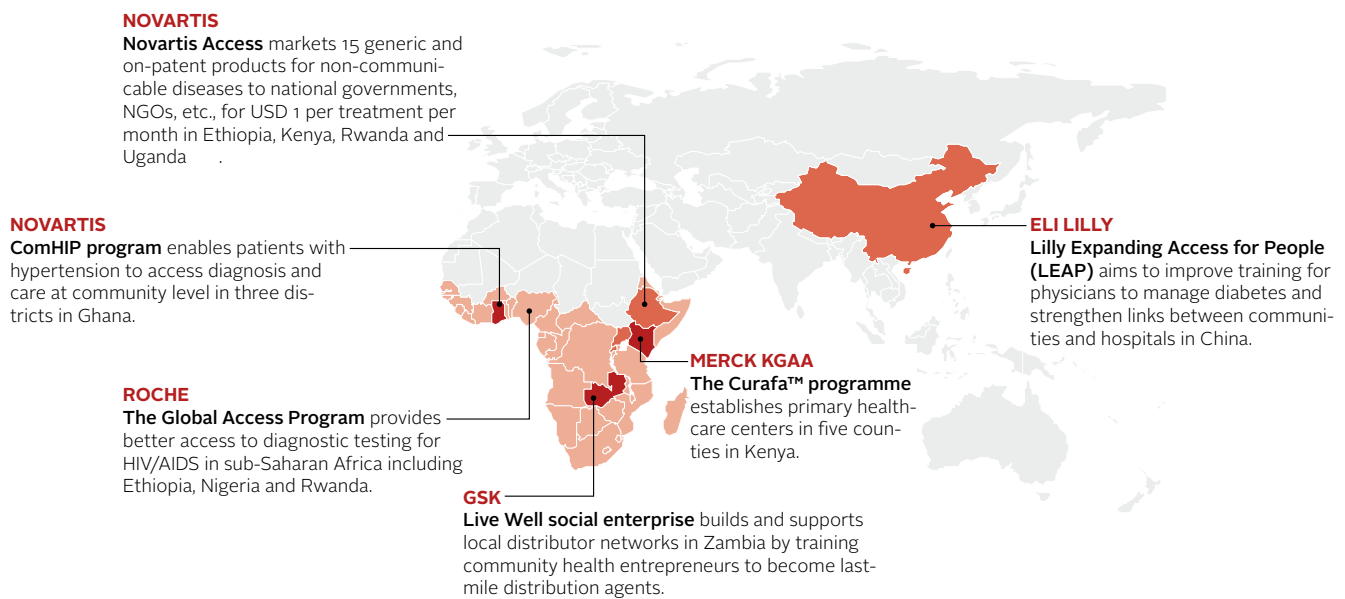 NOVARTIS
Novartis Access markets 15 generic and
on-patent products for non-communi-
cable diseases to national governments,
NGOs, etc., for USD 1 per treatment per
month in Ethiopia, Kenya, Rwanda and
Uganda .
NOVARTIS
ComHIP program enables patients with
hypertension to access diagnosis and
care at community level in three dis-
tricts in Ghana.
ROCHE
The Global Access Program provides
better access to diagnostic testing for
HIV/AIDS in sub-Saharan Africa including
Ethiopia, Nigeria and Rwanda.
GSK
Live Well social enterprise builds and supports
local distributor networks in Zambia by training
community health entrepreneurs to become last-
mile distribution agents.
MERCK KGAA
The Curafa™ programme
establishes primary health-
care centers in five coun-
ties in Kenya.
ELI LILLY
Lilly Expanding Access for People
(LEAP) aims to improve training for
physicians to manage diabetes and
strengthen links between communi-
ties and hospitals in China.